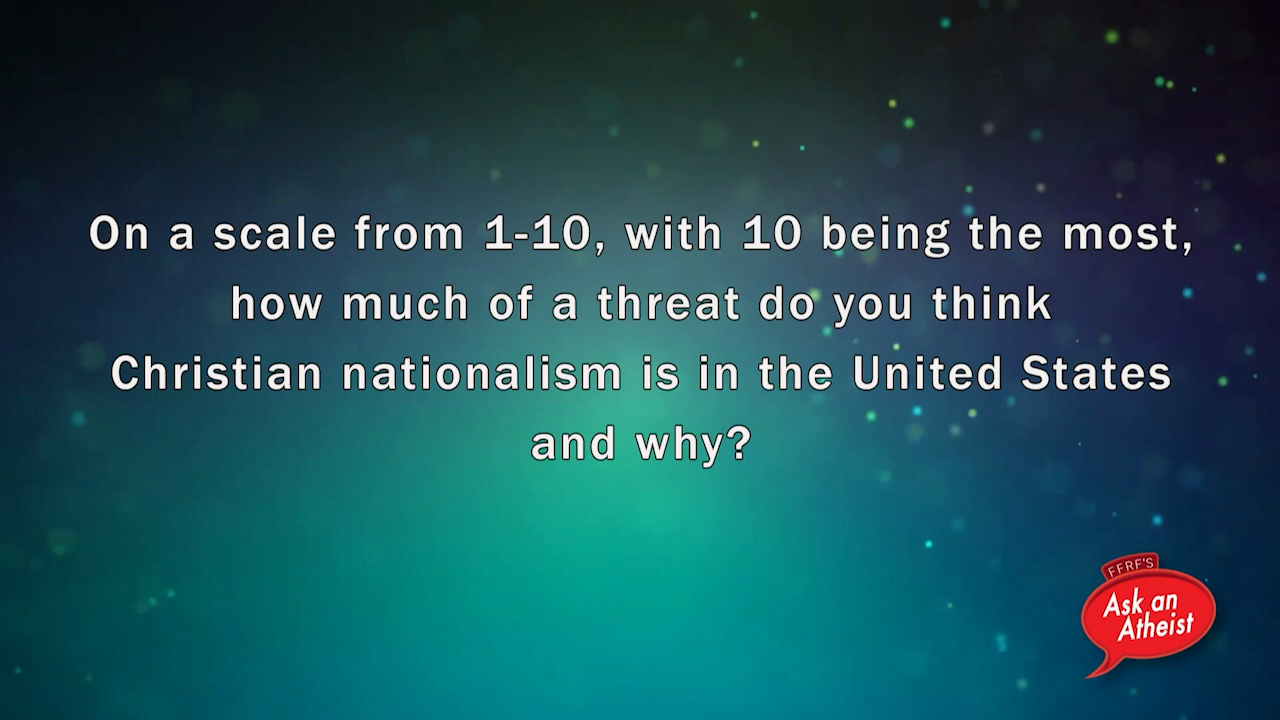 On a scale from 1-10, with 10 being the most,
how much of a threat do you think
Christian nationalism is in the United States
and why?
FFRF'S
Ask an
Atheist